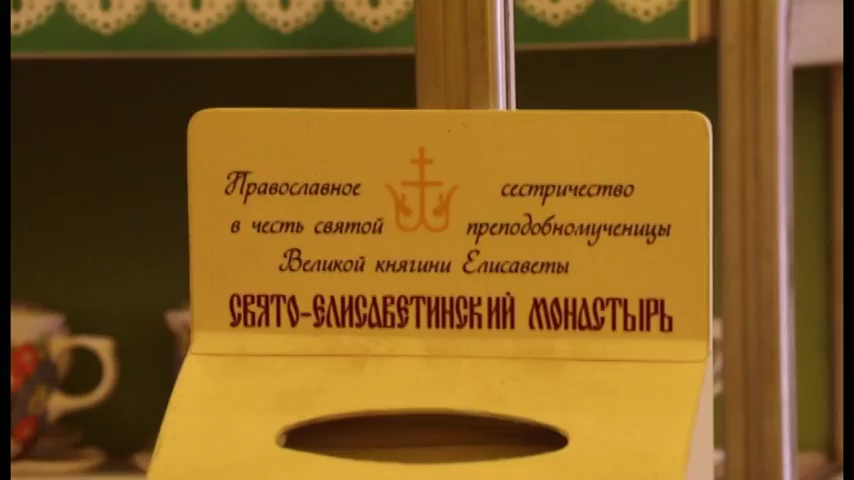 Православное сестричество
в честь святой преподобномученицы
Великой княгини Елисаветы
СВЯТО-ЕЛИСАВЕТИНСКИЙ МОНАСТЫРЬ